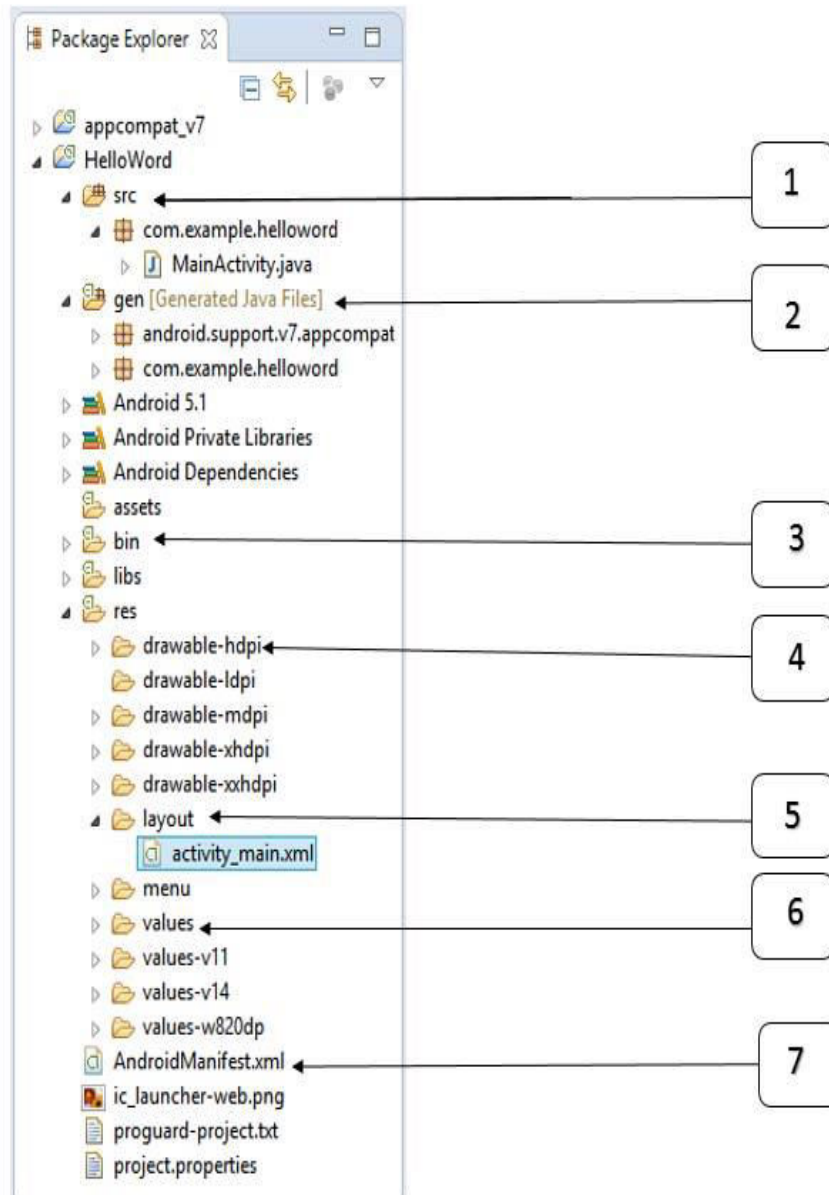 Package Explorer
appcompat_v7
HelloWord
src
1
com.example.helloword
MainActivity.java
gen [Generated Java Files]
2
android.support.v7.appcompat
com.example.helloword
Android 5.1
Android Private Libraries
Android Dependencies
assets
bin
3
libs
res
drawable-hdpi
4
drawable-ldpi
drawable-mdpi
drawable-xhdpi
drawable-xxhdpi
layout
5
activity_main.xml
menu
values
6
values-v11
values-v14
values-w820dp
AndroidManifest.xml
7
ic_launcher-web.png
proguard-project.txt
project.properties